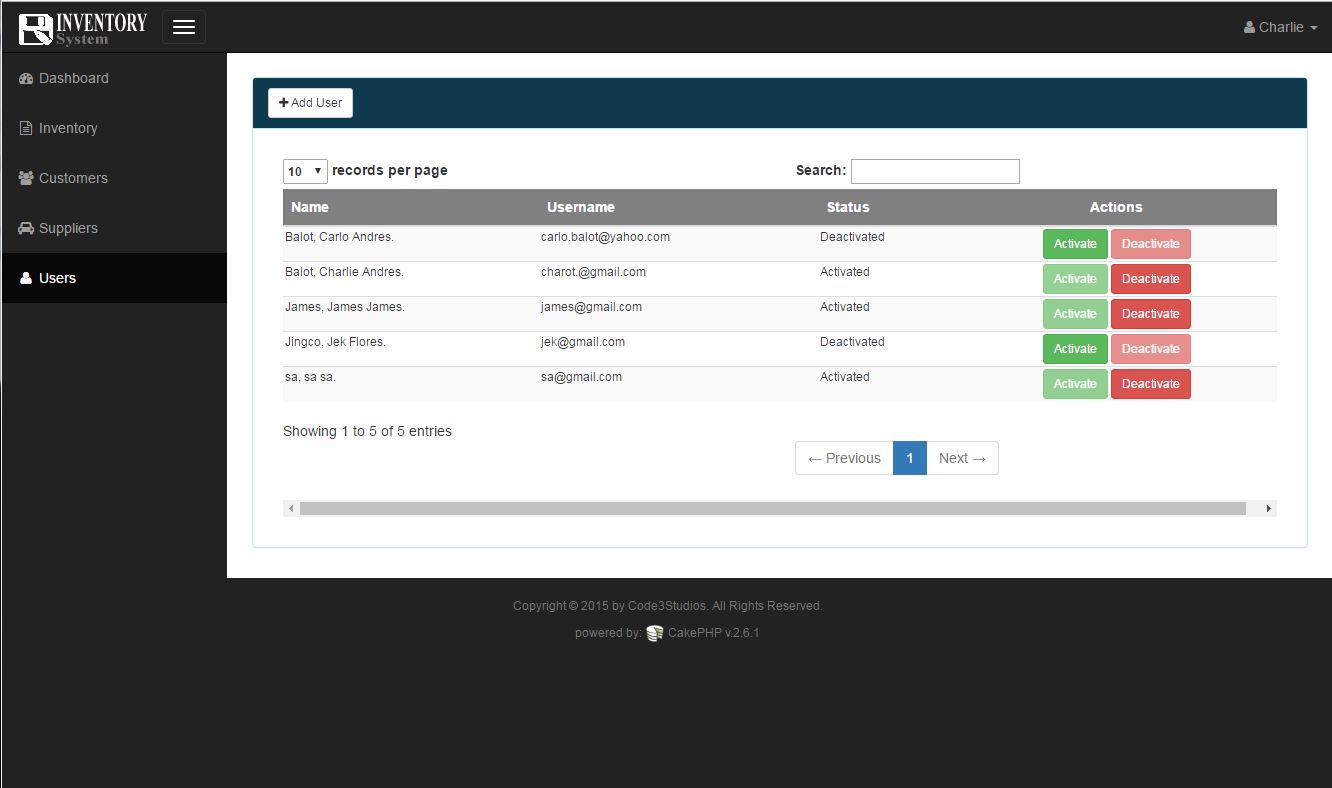 INVENTORY
System
Charlie
Dashboard
Inventory
Customers
Suppliers
Users
Add User
10 records per page
Search:
Name Username Status Actions
Balot, Carlo Andres. carlo.balot@yahoo.com Deactivated Activate Deactivate
Balot, Charlie Andres. charot.@gmail.com Activated Activate Deactivate
James, James James. james@gmail.com Activated Activate Deactivate
Jingco, Jek Flores. jek@gmail.com Deactivated Activate Deactivate
sa, sa sa. sa@gmail.com Activated Activate Deactivate
Showing 1 to 5 of 5 entries
← Previous 1 Next →
Copyright © 2015 by Code3Studios. All Rights Reserved.
powered by: CakePHP v.2.6.1